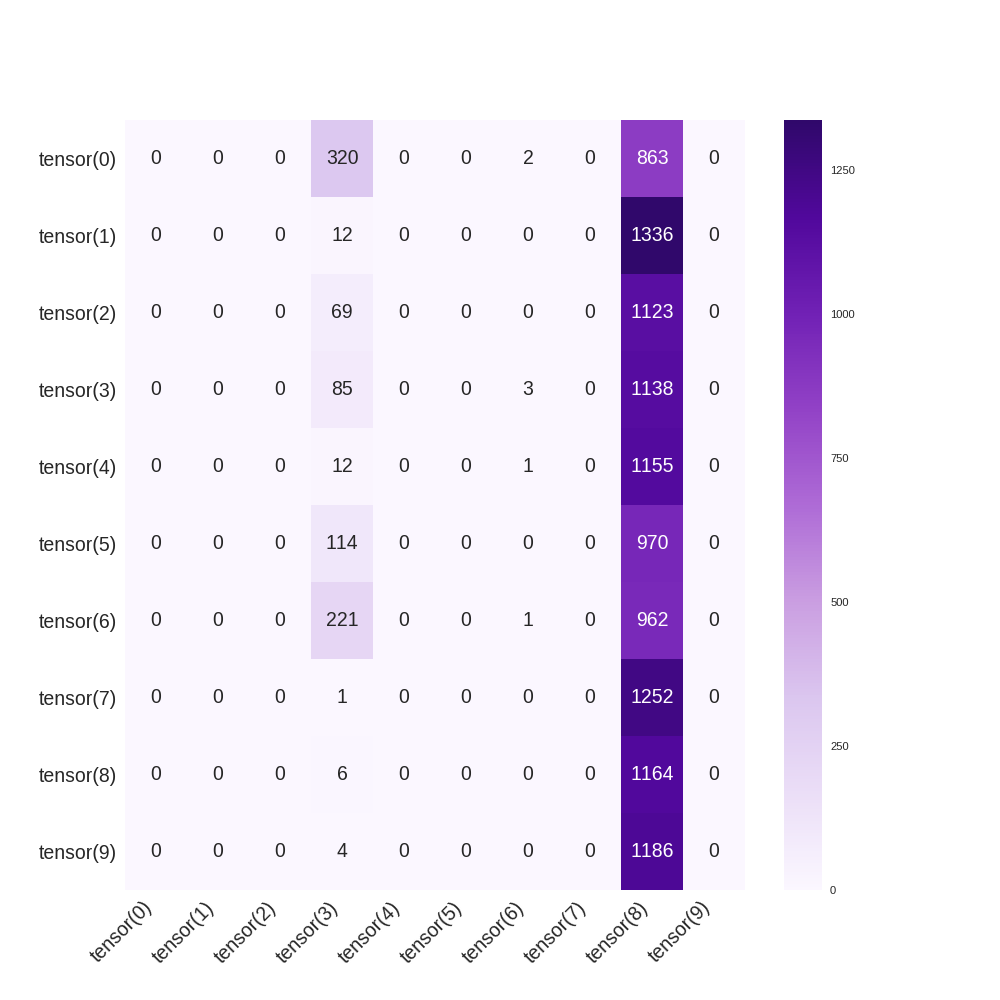 tensor(0) 0 0 0 320 0 0 2 0 863 0
tensor(1) 0 0 0 12 0 0 0 0 1336 0
tensor(2) 0 0 0 69 0 0 0 0 1123 0
tensor(3) 0 0 0 85 0 0 3 0 1138 0
tensor(4) 0 0 0 12 0 0 1 0 1155 0
tensor(5) 0 0 0 114 0 0 0 0 970 0
tensor(6) 0 0 0 221 0 0 1 0 962 0
tensor(7) 0 0 0 1 0 0 0 0 1252 0
tensor(8) 0 0 0 6 0 0 0 0 1164 0
tensor(9) 0 0 0 4 0 0 0 0 1186 0
tensor(0) tensor(1) tensor(2) tensor(3) tensor(4) tensor(5) tensor(6) tensor(7) tensor(8) tensor(9)
1250
1000
750
500
250
0